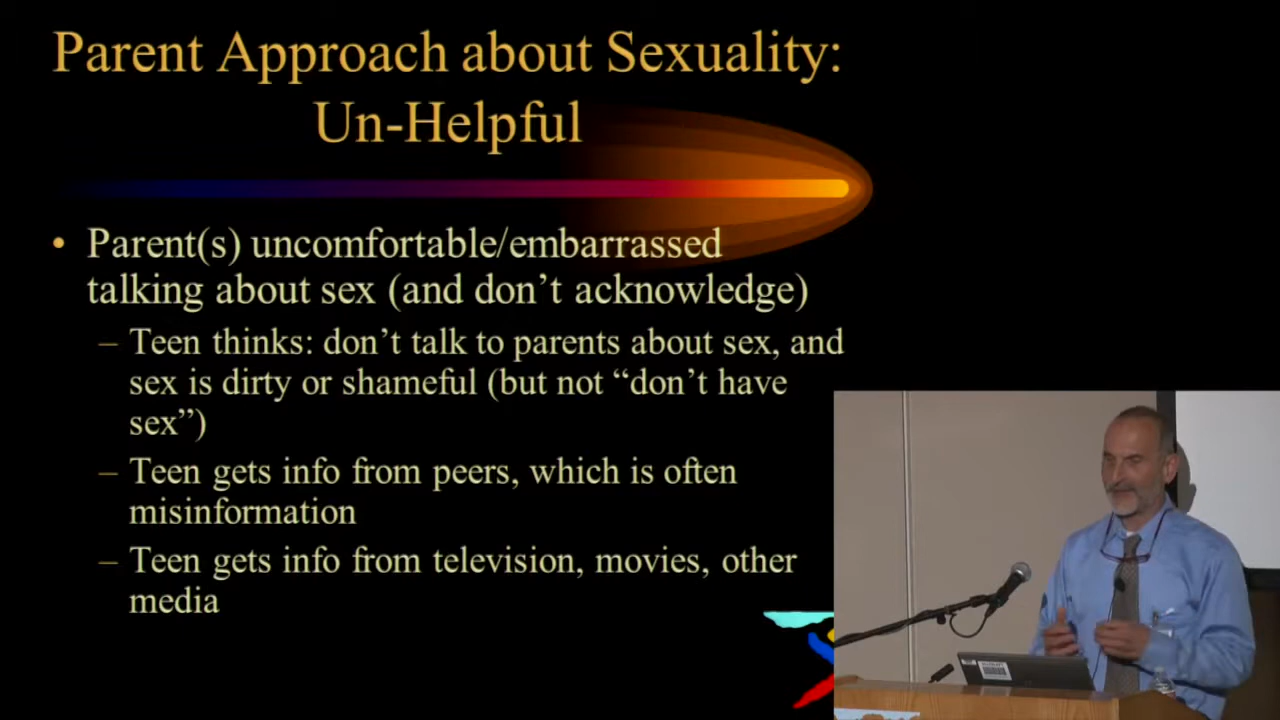 Parent Approach about Sexuality:
Un-Helpful
• Parent(s) uncomfortable/embarrassed
talking about sex (and don’t acknowledge)
– Teen thinks: don’t talk to parents about sex, and
sex is dirty or shameful (but not “don’t have
sex”)
– Teen gets info from peers, which is often
misinformation
– Teen gets info from television, movies, other
media